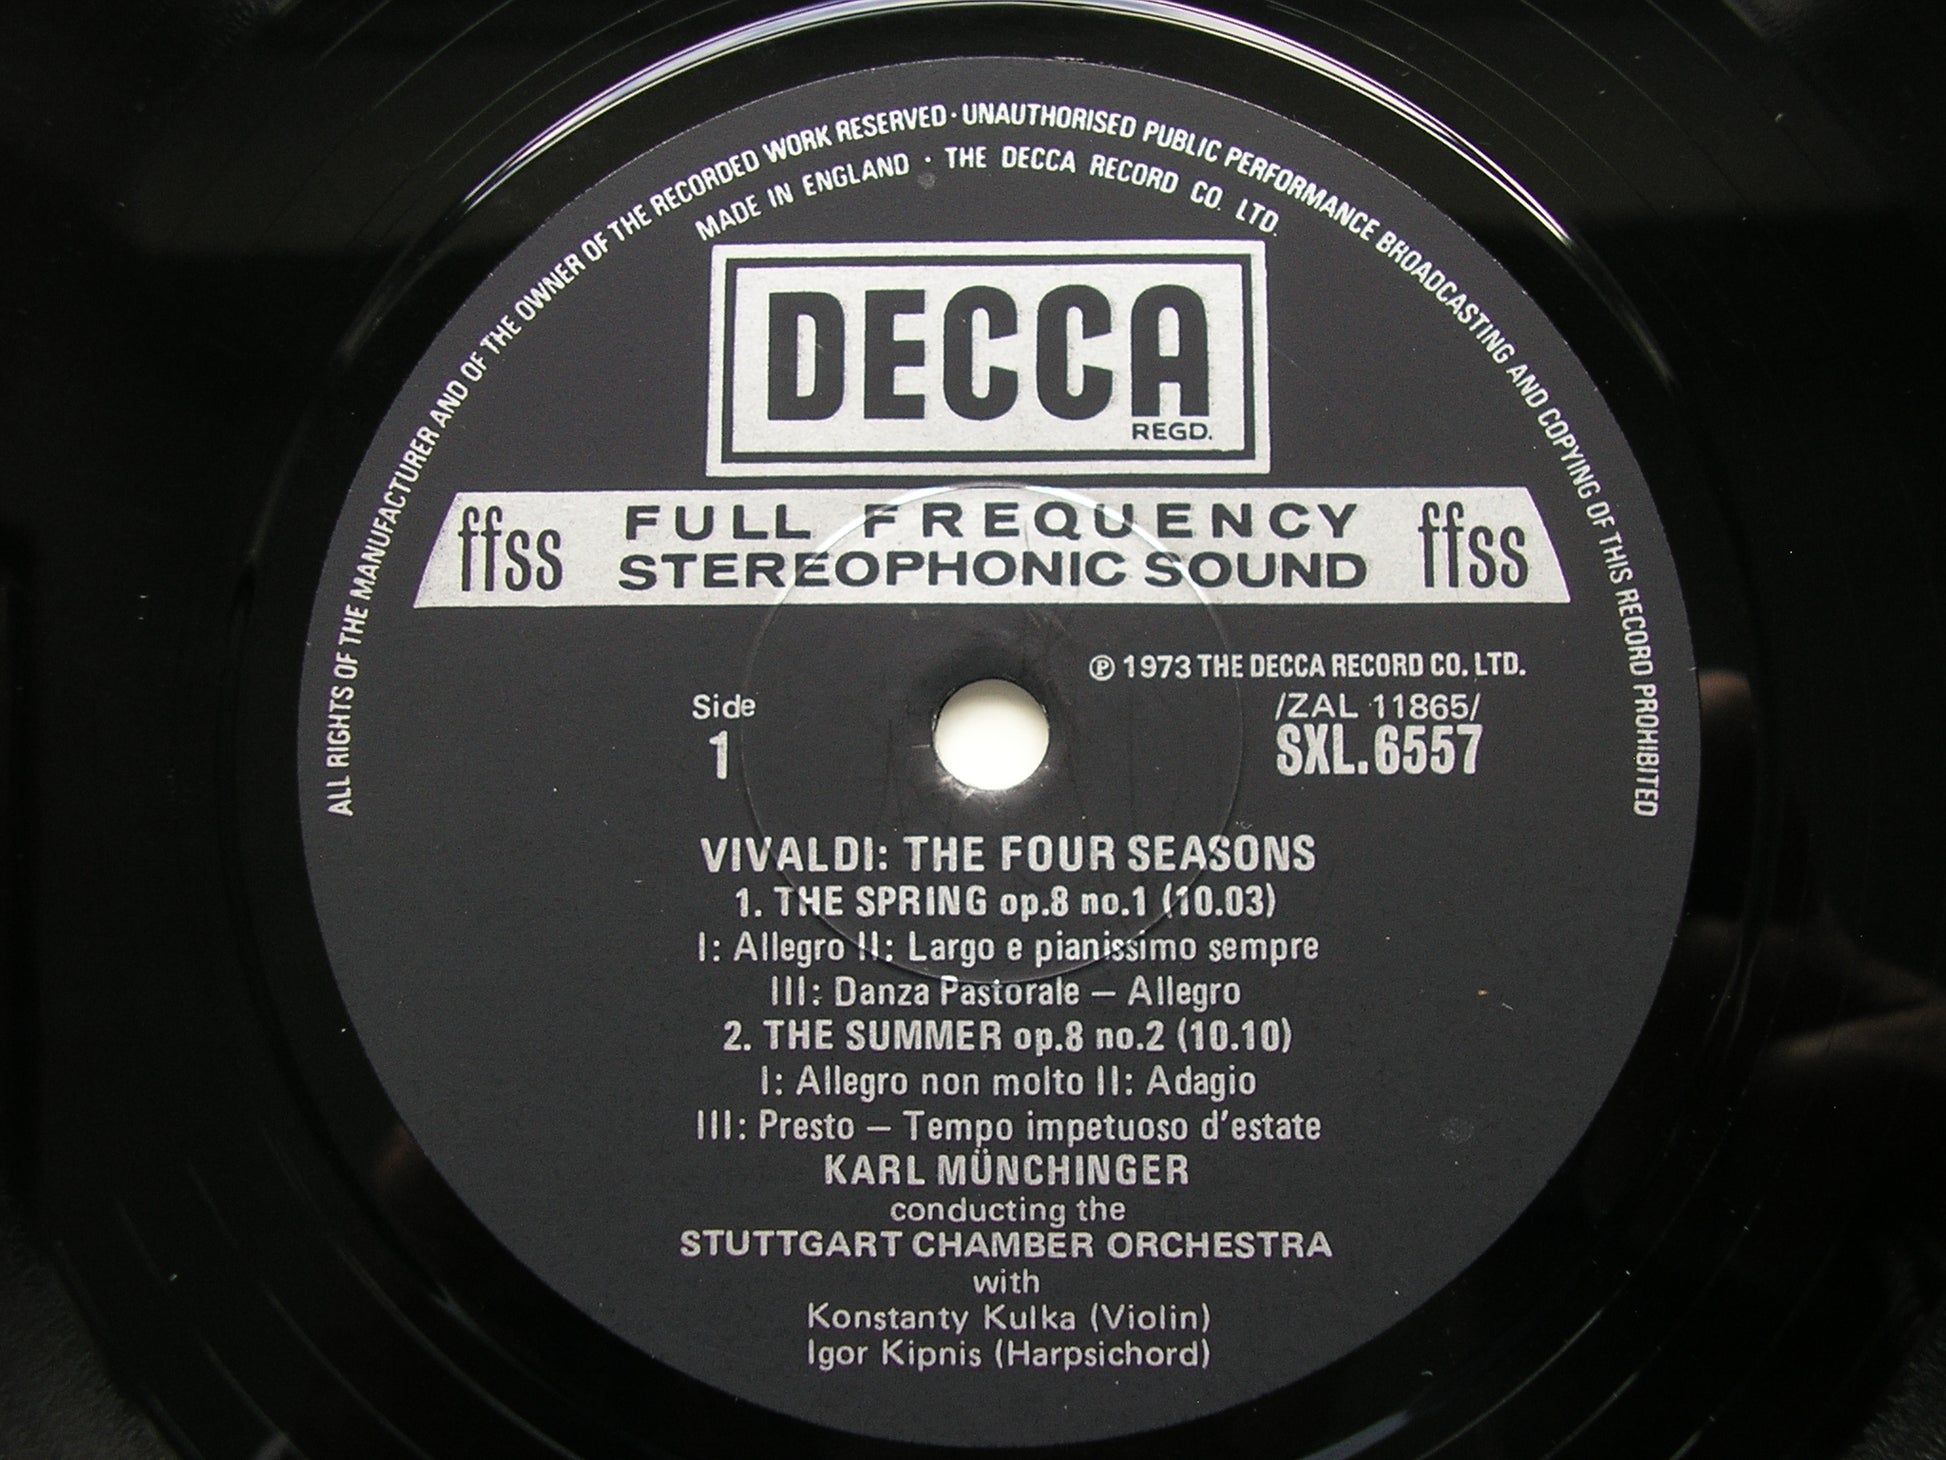 ALL RIGHTS OF THE MANUFACTURER AND OF THE OWNER OF THE RECORDED WORK RESERVED · UNAUTHORISED PUBLIC PERFORMANCE BROADCASTING AND COPYING OF THIS RECORD PROHIBITED
MADE IN ENGLAND · THE DECCA RECORD CO. LTD.
DECCA
REGD.
ffss FULL FREQUENCY ffss
STEREOPHONIC SOUND
℗ 1973 THE DECCA RECORD CO. LTD.
Side /ZAL 11865/
1 SXL.6557
VIVALDI: THE FOUR SEASONS
1. THE SPRING op.8 no.1 (10.03)
I: Allegro II: Largo e pianissimo sempre
III: Danza Pastorale – Allegro
2. THE SUMMER op.8 no.2 (10.10)
I: Allegro non molto II: Adagio
III: Presto – Tempo impetuoso d'estate
KARL MÜNCHINGER
conducting the
STUTTGART CHAMBER ORCHESTRA
with
Konstanty Kulka (Violin)
Igor Kipnis (Harpsichord)